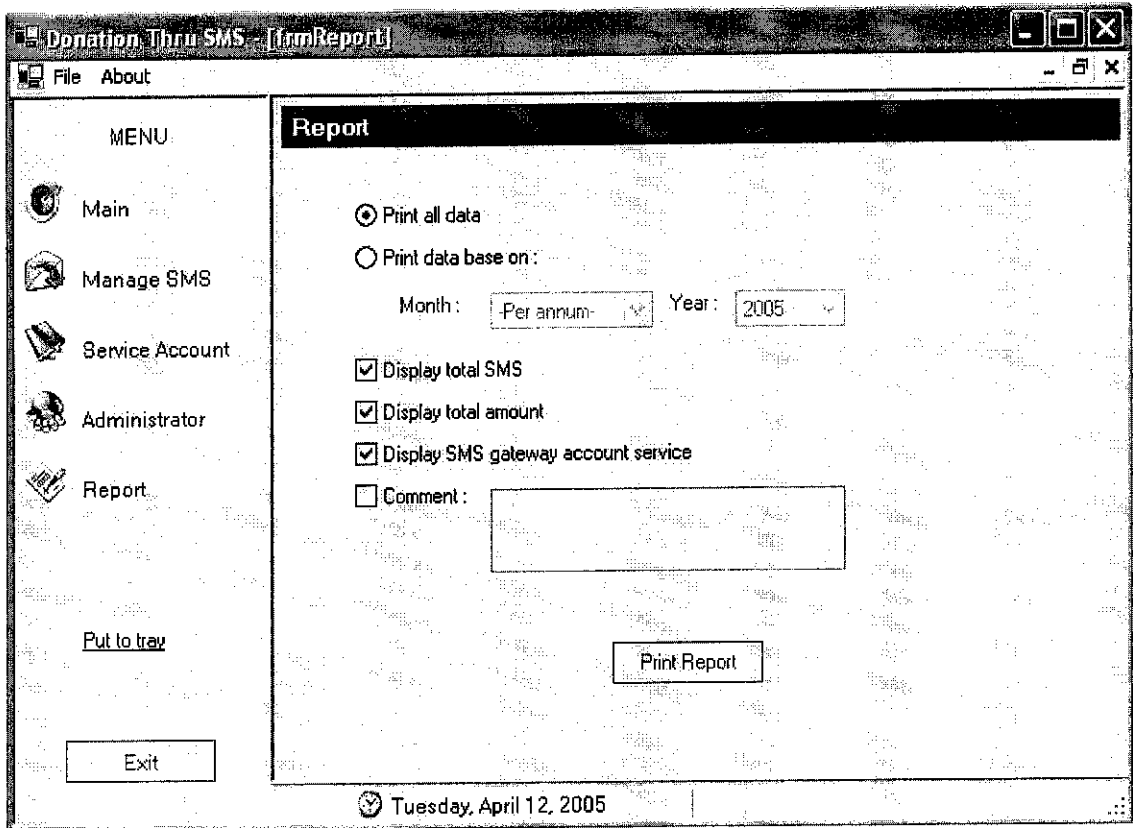 Donation Thru SMS - [frmReport]
File About
MENU
Main
Manage SMS
Service Account
Administrator
Report
Put to tray
Exit
Report
Print all data
Print data base on :
Month : -Per annum- Year : 2005
Display total SMS
Display total amount
Display SMS gateway account service
Comment :
Print Report
Tuesday, April 12, 2005